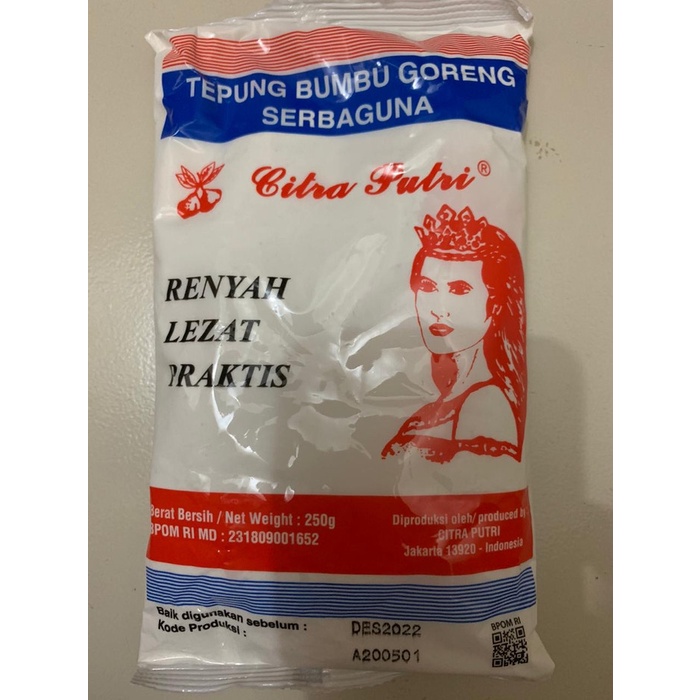 TEPUNG BUMBU GORENG
SERBAGUNA
Citra Putri®
RENYAH
LEZAT
PRAKTIS
Berat Bersih / Net Weight : 250g
BPOM RI MD : 231809001652
Diproduksi oleh/ produced by
CITRA PUTRI
Jakarta 13920 - Indonesia
Baik digunakan sebelum : DES2022
Kode Produksi : A200501
BPOM RI